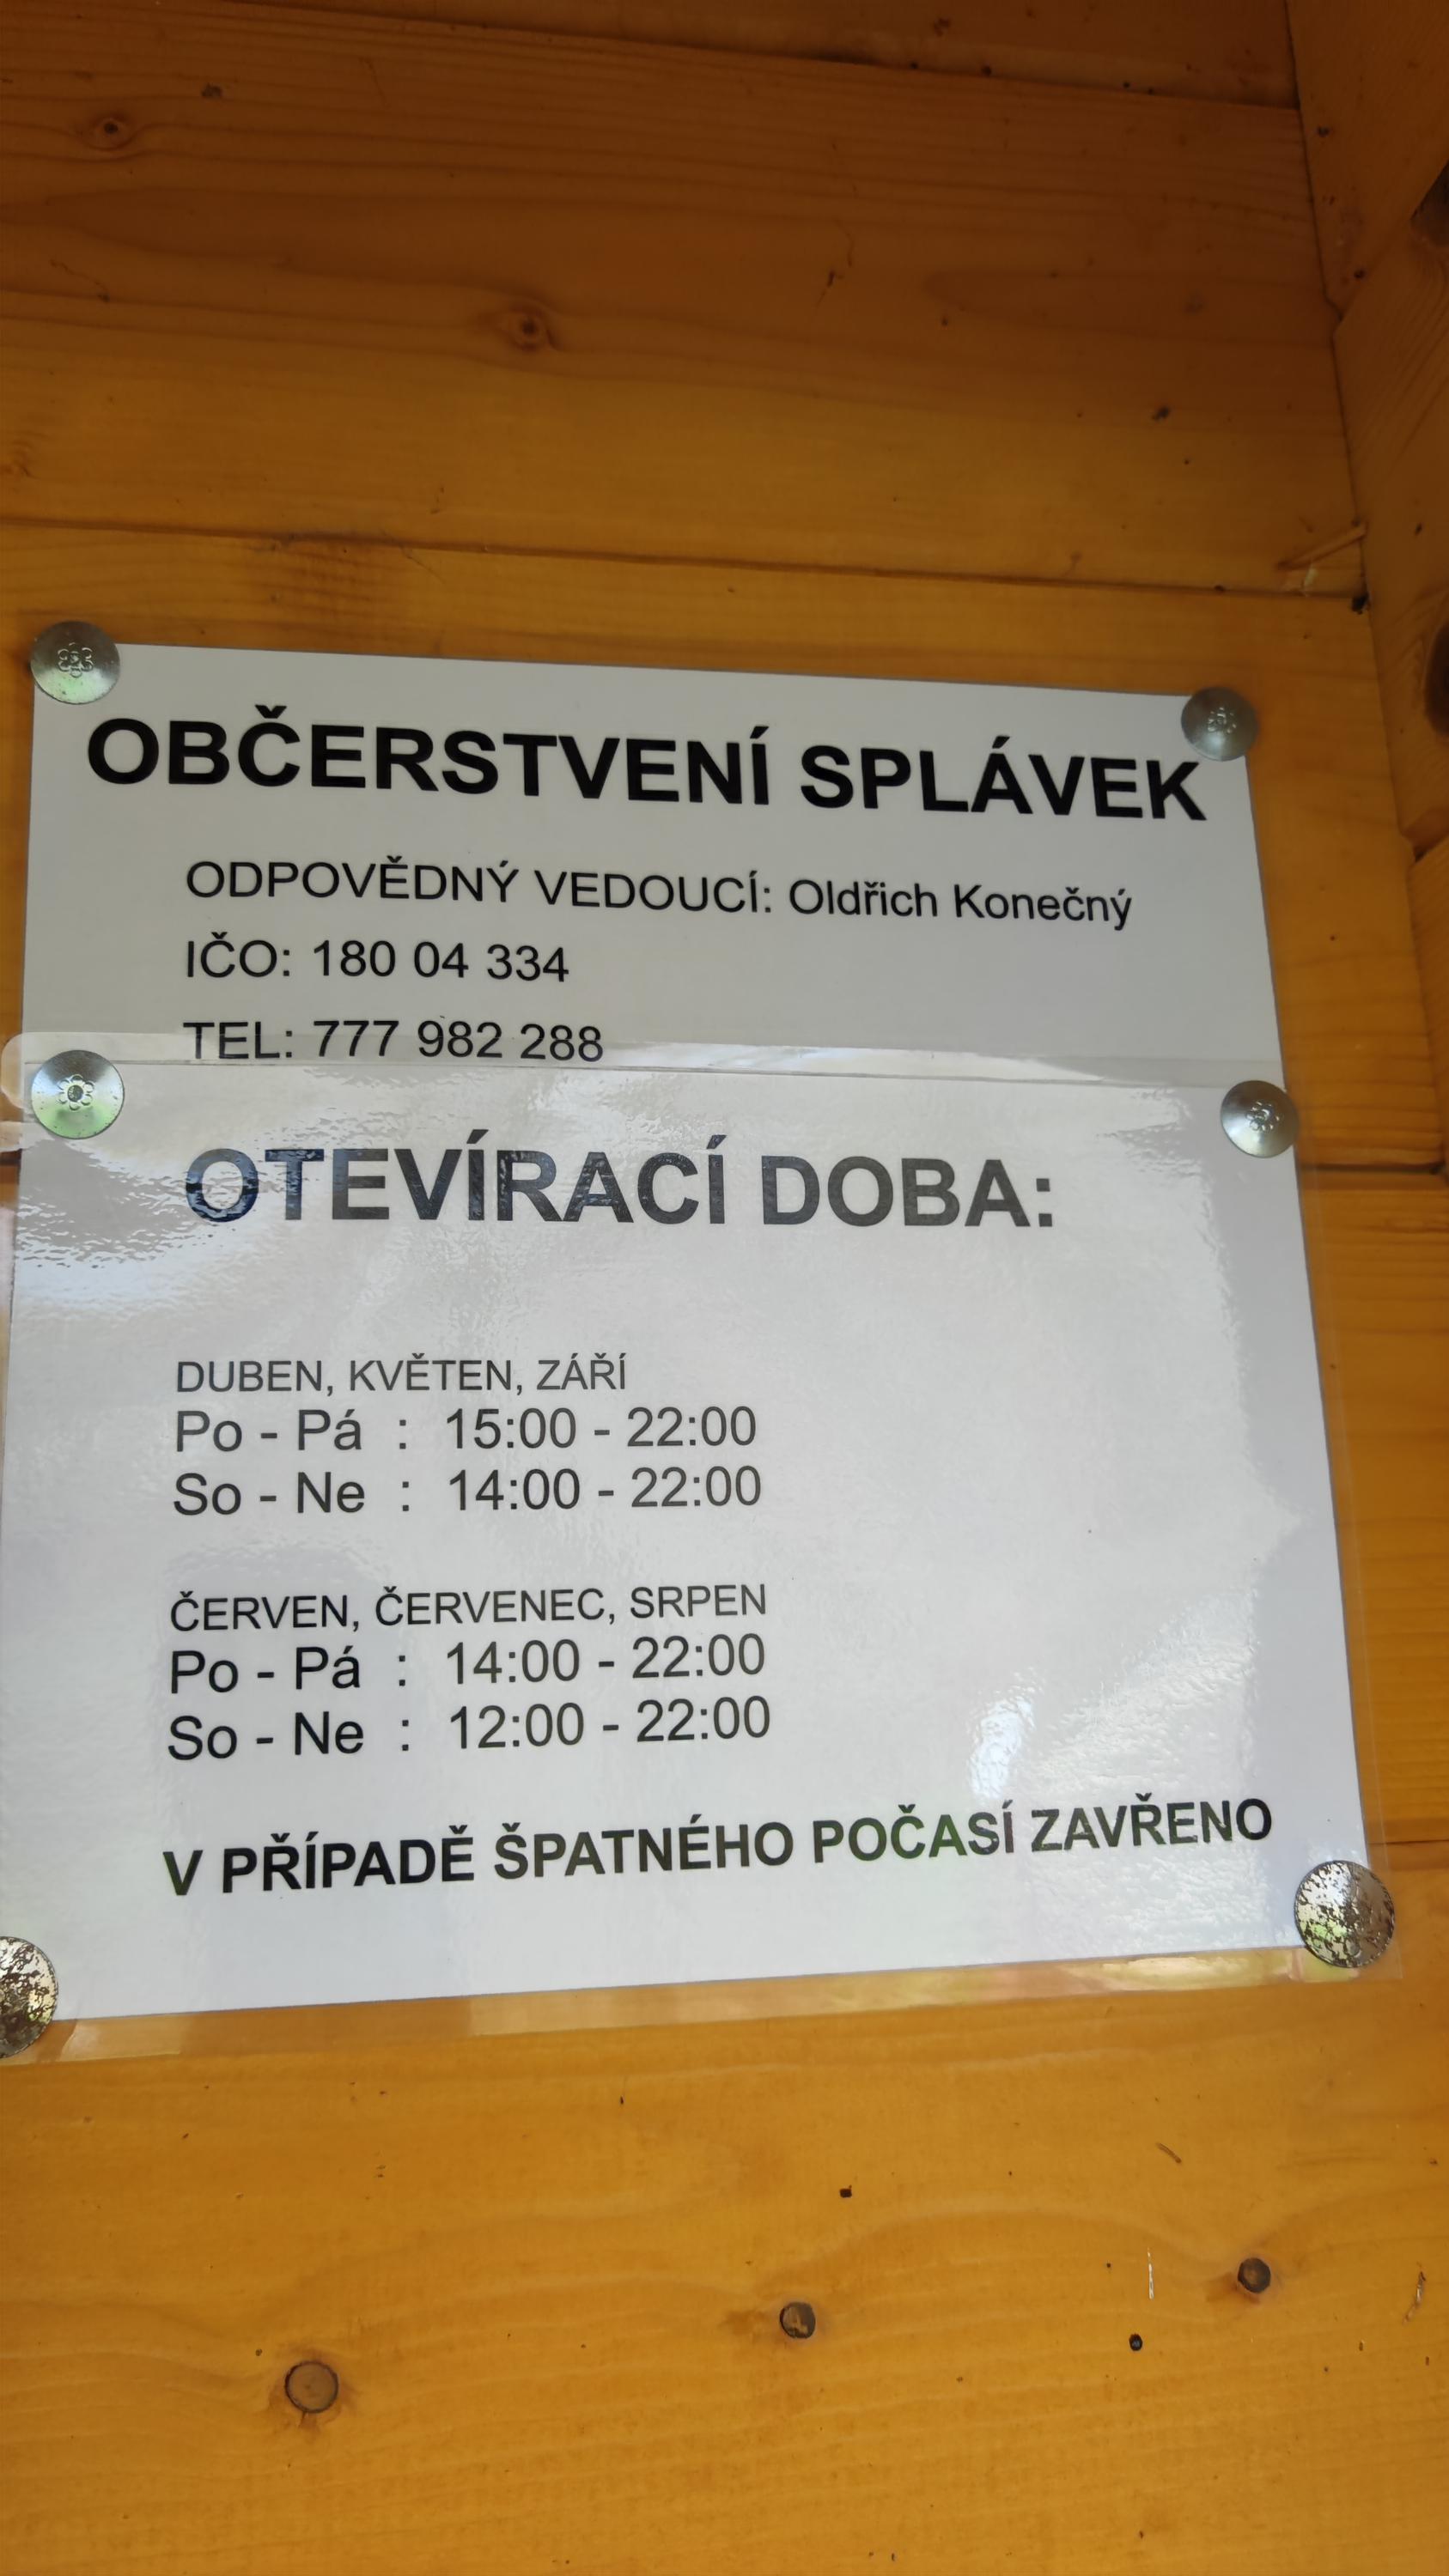 OBČERSTVENÍ SPLÁVEK
ODPOVĚDNÝ VEDOUCÍ: Oldřich Konečný
IČO: 180 04 334
TEL: 777 982 288
OTEVÍRACÍ DOBA:
DUBEN, KVĚTEN, ZÁŘÍ
Po - Pá : 15:00 - 22:00
So - Ne : 14:00 - 22:00
ČERVEN, ČERVENEC, SRPEN
Po - Pá : 14:00 - 22:00
So - Ne : 12:00 - 22:00
V PŘÍPADĚ ŠPATNÉHO POČASÍ ZAVŘENO